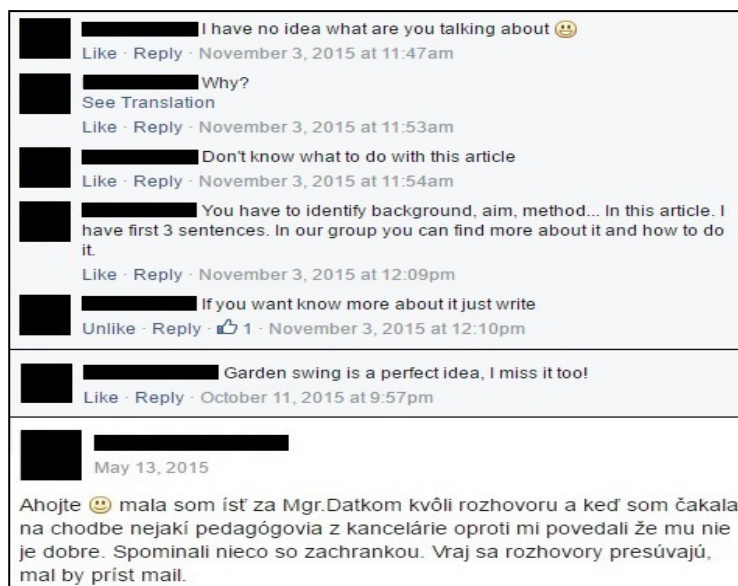 I have no idea what are you talking about
Like · Reply · November 3, 2015 at 11:47am
Why?
See Translation
Like · Reply · November 3, 2015 at 11:53am
Don't know what to do with this article
Like · Reply · November 3, 2015 at 11:54am
You have to identify background, aim, method... In this article. I
have first 3 sentences. In our group you can find more about it and how to do
it.
Like · Reply · November 3, 2015 at 12:09pm
If you want know more about it just write
Unlike · Reply · 1 · November 3, 2015 at 12:10pm
Garden swing is a perfect idea, I miss it too!
Like · Reply · October 11, 2015 at 9:57pm
May 13, 2015
Ahojte mala som ísť za Mgr.Datkom kvôli rozhovoru a keď som čakala
na chodbe nejakí pedagógovia z kancelárie oproti mi povedali že mu nie
je dobre. Spominali nieco so zachrankou. Vraj sa rozhovory presúvajú,
mal by príst mail.